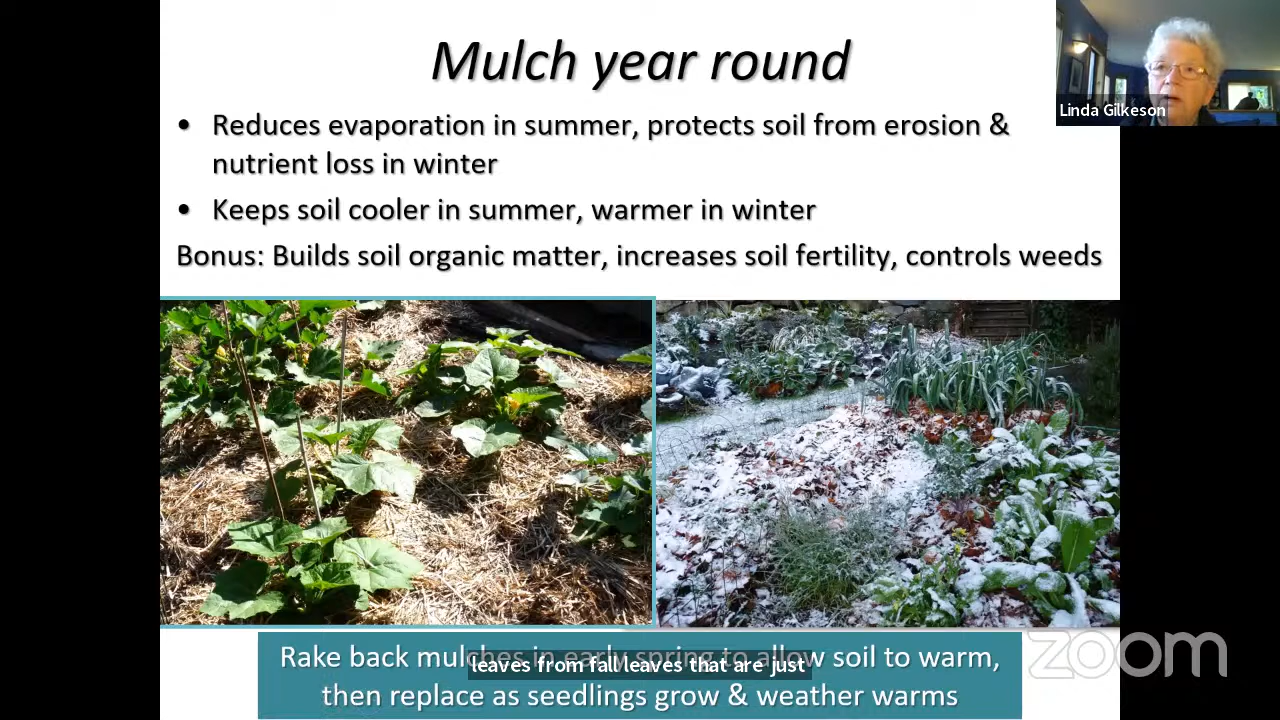 Mulch year round
Linda Gilkeson
• Reduces evaporation in summer, protects soil from erosion &
nutrient loss in winter
• Keeps soil cooler in summer, warmer in winter
Bonus: Builds soil organic matter, increases soil fertility, controls weeds
Rake back mulches in early spring to allow soil to warm,
leaves from fall leaves that are just
then replace as seedlings grow & weather warms
zoom